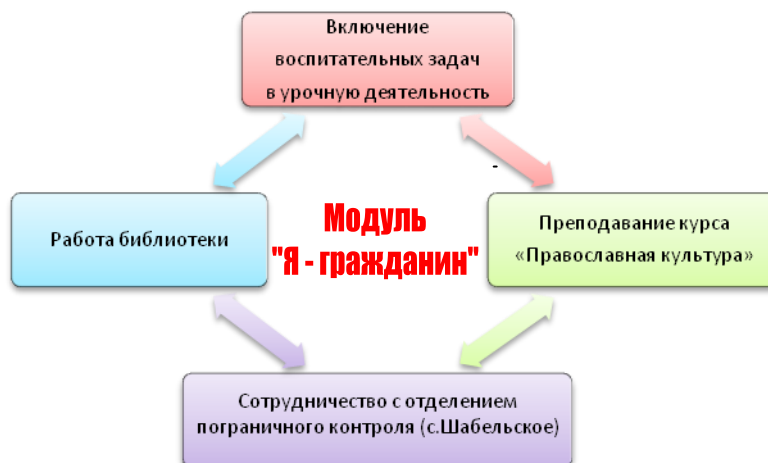 Включение
воспитательных задач
в урочную деятельность
Работа библиотеки
Модуль
"Я - гражданин"
Преподавание курса
«Православная культура»
Сотрудничество с отделением
пограничного контроля (с.Шабельское)